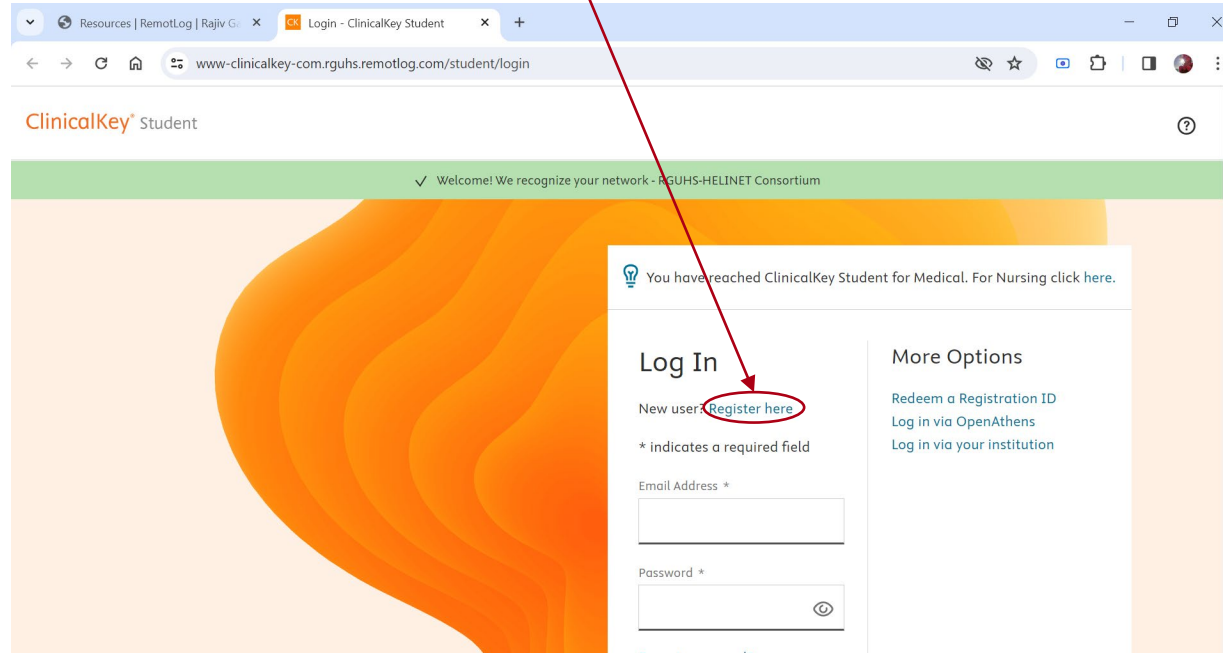 Resources | RemotLog | Rajiv Ga
CK Login - ClinicalKey Student
www-clinicalkey-com.rguhs.remotlog.com/student/login
ClinicalKey® Student
Welcome! We recognize your network - RGUHS-HELINET Consortium
You have reached ClinicalKey Student for Medical. For Nursing click here.
Log In
New user? Register here
* indicates a required field
Email Address *
Password *
More Options
Redeem a Registration ID
Log in via OpenAthens
Log in via your institution